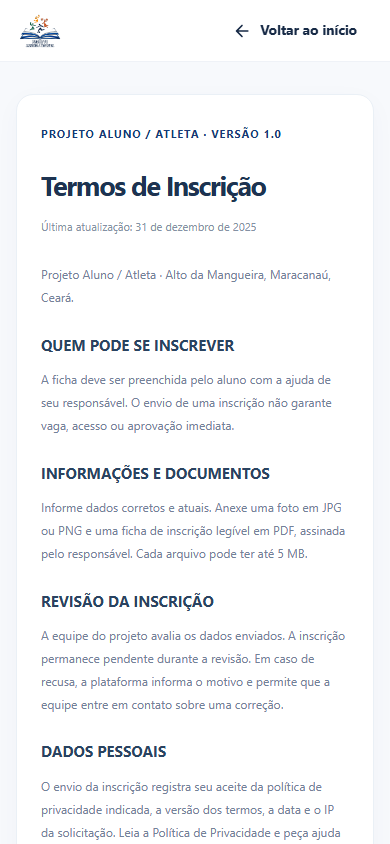 Voltar ao início
PROJETO ALUNO / ATLETA · VERSÃO 1.0
Termos de Inscrição
Última atualização: 31 de dezembro de 2025
Projeto Aluno / Atleta · Alto da Mangueira, Maracanaú,
Ceará.
QUEM PODE SE INSCREVER
A ficha deve ser preenchida pelo aluno com a ajuda de
seu responsável. O envio de uma inscrição não garante
vaga, acesso ou aprovação imediata.
INFORMAÇÕES E DOCUMENTOS
Informe dados corretos e atuais. Anexe uma foto em JPG
ou PNG e uma ficha de inscrição legível em PDF, assinada
pelo responsável. Cada arquivo pode ter até 5 MB.
REVISÃO DA INSCRIÇÃO
A equipe do projeto avalia os dados enviados. A inscrição
permanece pendente durante a revisão. Em caso de
recusa, a plataforma informa o motivo e permite que a
equipe entre em contato sobre uma correção.
DADOS PESSOAIS
O envio da inscrição registra seu aceite da política de
privacidade indicada, a versão dos termos, a data e o IP
da solicitação. Leia a Política de Privacidade e peça ajuda